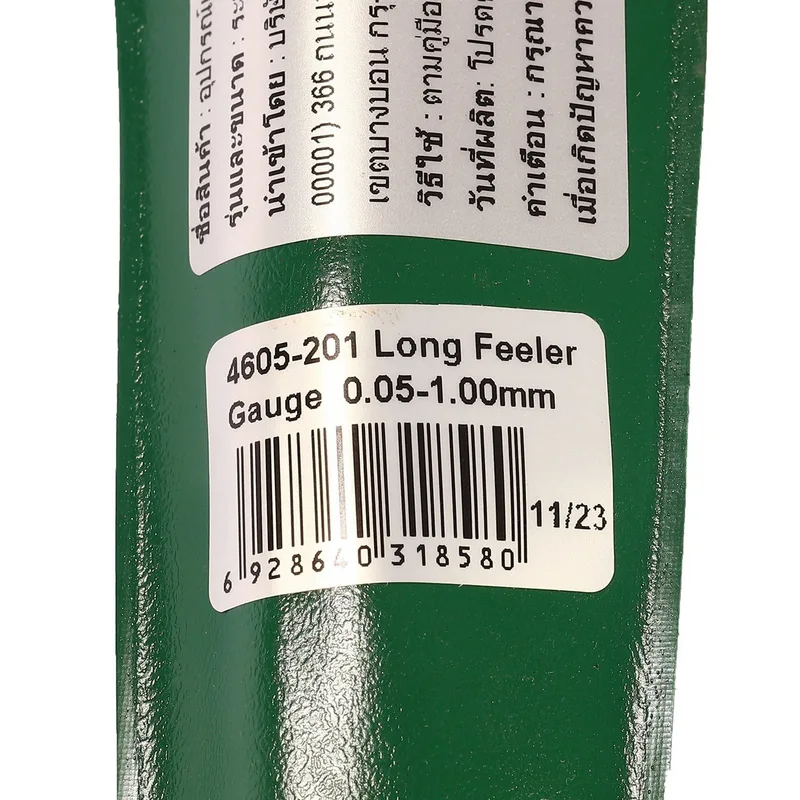 ชื่อสินค้า : อุปกรณ์
รุ่นและขนาด : ระ
นำเข้าโดย : บริษั
00001) 366 ถนน
เขตบางบอน กรุ
วิธีใช้ : ตามคู่มือ
วันที่ผลิต: โปรด
คำเตือน : กรุณา
เมื่อเกิดปัญหาคว
4605-201 Long Feeler
Gauge 0.05-1.00mm
11/23
6 928640 318580